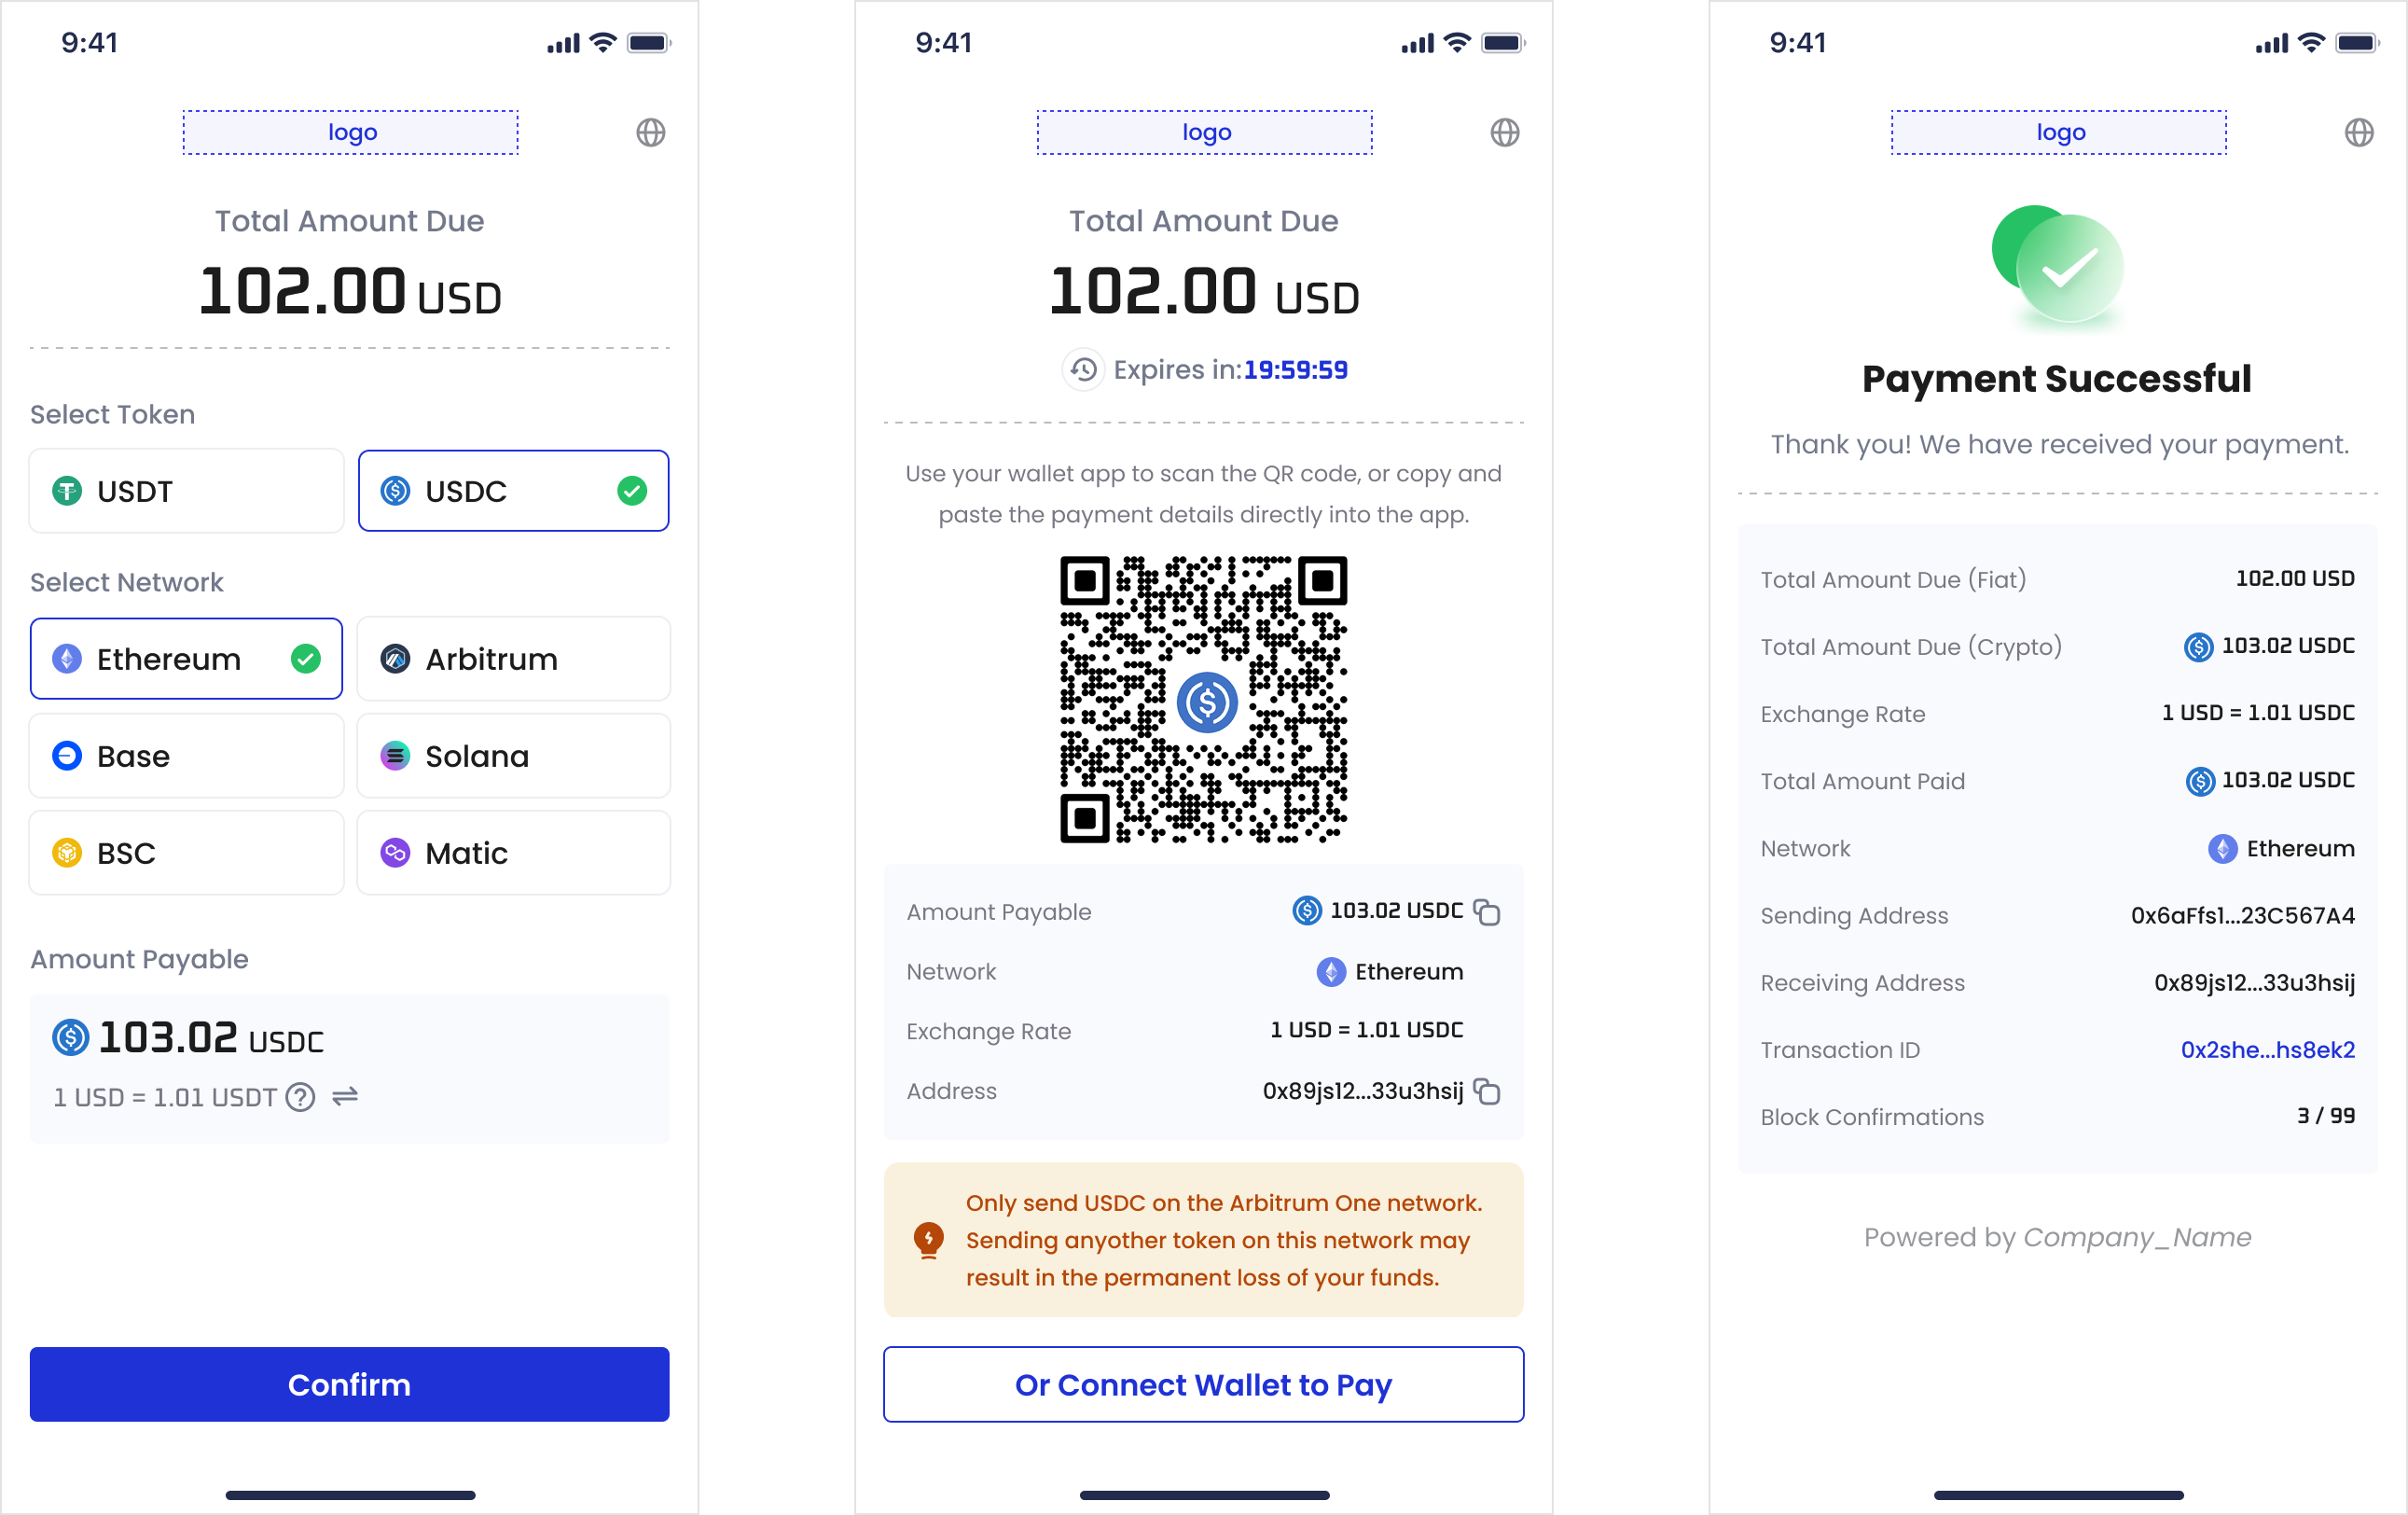 9:41
logo
Total Amount Due
102.00 USD
Select Token
USDT
USDC
Select Network
Ethereum
Arbitrum
Base
Solana
BSC
Matic
Amount Payable
103.02 USDC
1 USD = 1.01 USDT
Confirm
9:41
logo
Total Amount Due
102.00 USD
Expires in:19:59:59
Use your wallet app to scan the QR code, or copy and
paste the payment details directly into the app.
Amount Payable 103.02 USDC
Network Ethereum
Exchange Rate 1 USD = 1.01 USDC
Address 0x89js12...33u3hsij
Only send USDC on the Arbitrum One network.
Sending anyother token on this network may
result in the permanent loss of your funds.
Or Connect Wallet to Pay
9:41
logo
Payment Successful
Thank you! We have received your payment.
Total Amount Due (Fiat) 102.00 USD
Total Amount Due (Crypto) 103.02 USDC
Exchange Rate 1 USD = 1.01 USDC
Total Amount Paid 103.02 USDC
Network Ethereum
Sending Address 0x6aFfs1...23C567A4
Receiving Address 0x89js12...33u3hsij
Transaction ID 0x2she...hs8ek2
Block Confirmations 3 / 99
Powered by Company_Name